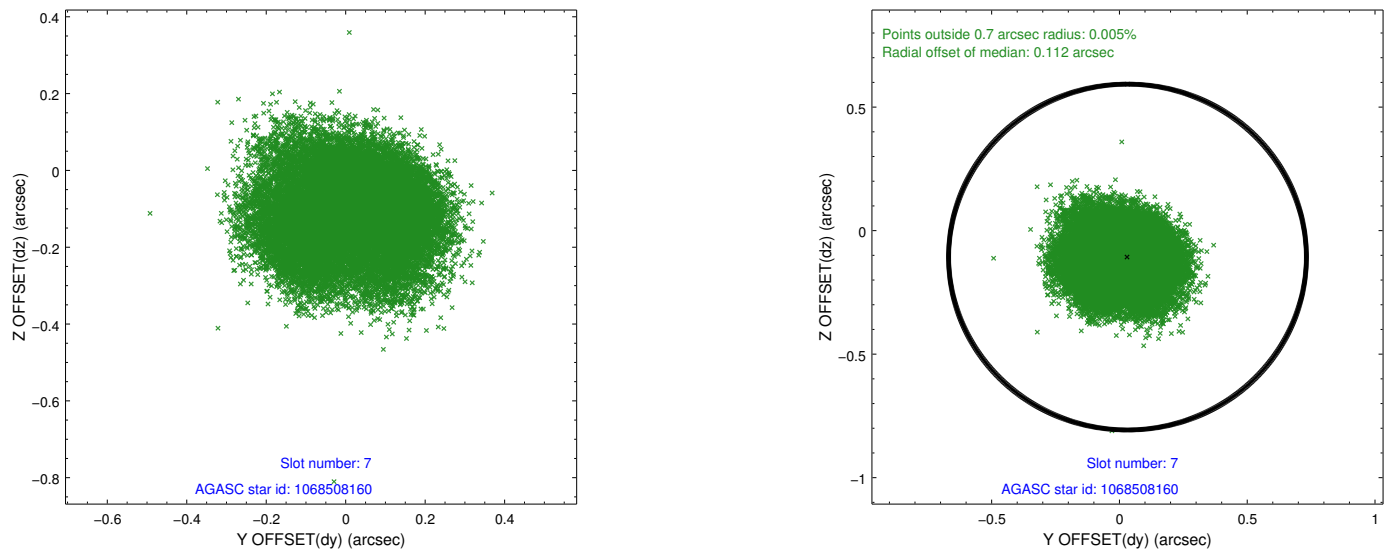 0.4
0.2
0
−0.2
−0.4
−0.6
−0.8
Z OFFSET(dz) (arcsec)
−0.6 −0.4 −0.2 0 0.2 0.4
Y OFFSET(dy) (arcsec)
Slot number: 7
AGASC star id: 1068508160
Points outside 0.7 arcsec radius: 0.005%
Radial offset of median: 0.112 arcsec
0.5
0
−0.5
−1
Z OFFSET(dz) (arcsec)
−0.5 0 0.5 1
Y OFFSET(dy) (arcsec)
Slot number: 7
AGASC star id: 1068508160